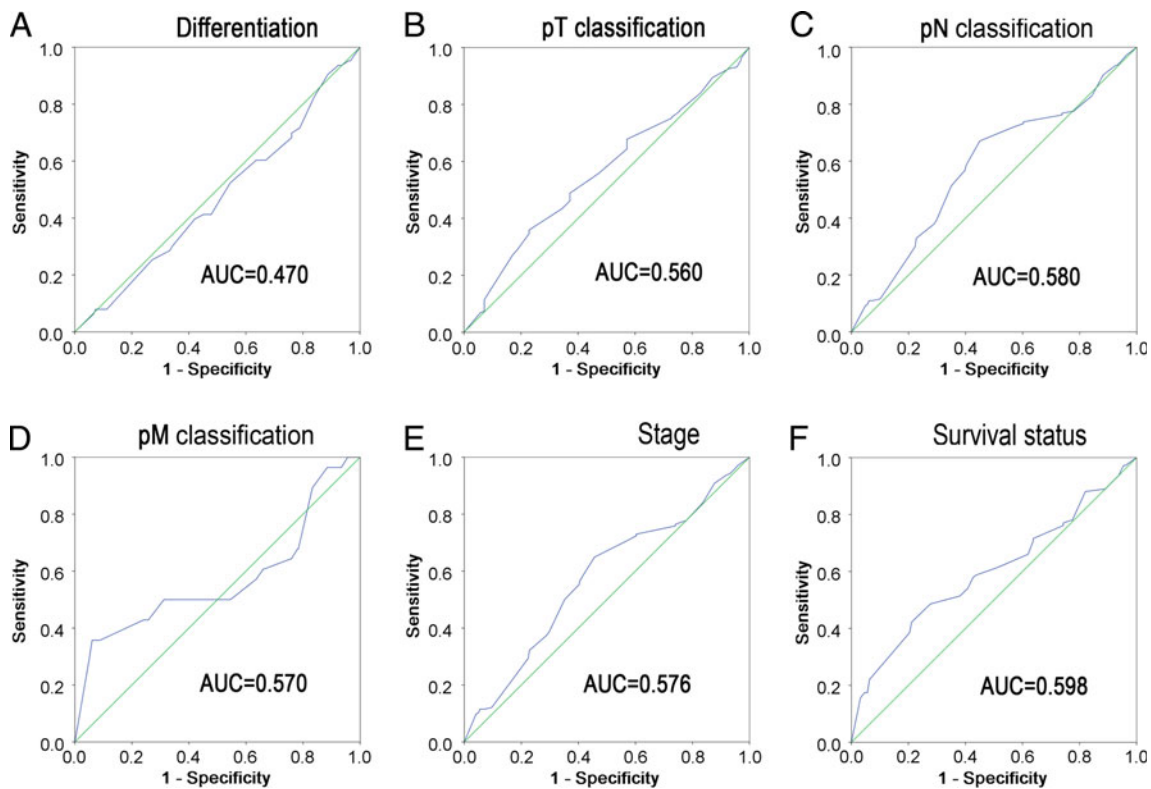 A
Differentiation
1.0
0.8
0.6
0.4
0.2
0.0
Sensitivity
AUC=0.470
0.0 0.2 0.4 0.6 0.8 1.0
1 - Specificity
B
pT classification
1.0
0.8
0.6
0.4
0.2
0.0
Sensitivity
AUC=0.560
0.0 0.2 0.4 0.6 0.8 1.0
1 - Specificity
C
pN classification
1.0
0.8
0.6
0.4
0.2
0.0
Sensitivity
AUC=0.580
0.0 0.2 0.4 0.6 0.8 1.0
1 - Specificity
D
pM classification
1.0
0.8
0.6
0.4
0.2
0.0
Sensitivity
AUC=0.570
0.0 0.2 0.4 0.6 0.8 1.0
1 - Specificity
E
Stage
1.0
0.8
0.6
0.4
0.2
0.0
Sensitivity
AUC=0.576
0.0 0.2 0.4 0.6 0.8 1.0
1 - Specificity
F
Survival status
1.0
0.8
0.6
0.4
0.2
0.0
Sensitivity
AUC=0.598
0.0 0.2 0.4 0.6 0.8 1.0
1 - Specificity